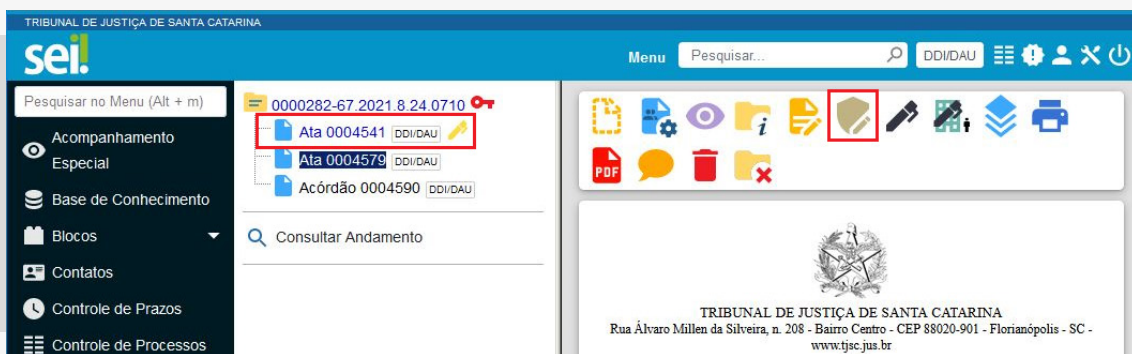 TRIBUNAL DE JUSTIÇA DE SANTA CATARINA
sei!
Menu
Pesquisar...
DDI/DAU
Pesquisar no Menu (Alt + m)
Acompanhamento
Especial
Base de Conhecimento
Blocos
Contatos
Controle de Prazos
Controle de Processos
0000282-67.2021.8.24.0710
Ata 0004541 DDI/DAU
Ata 0004579 DDI/DAU
Acórdão 0004590 DDI/DAU
Consultar Andamento
i
PDF
TRIBUNAL DE JUSTIÇA DE SANTA CATARINA
Rua Álvaro Millen da Silveira, n. 208 - Bairro Centro - CEP 88020-901 - Florianópolis - SC -
www.tjsc.jus.br